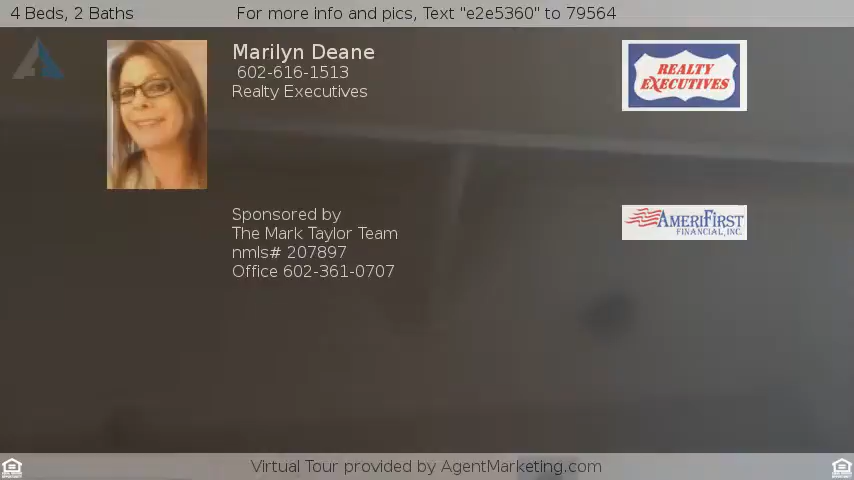 4 Beds, 2 Baths
For more info and pics, Text "e2e5360" to 79564
Marilyn Deane
602-616-1513
Realty Executives
REALTY
EXECUTIVES
Sponsored by
The Mark Taylor Team
nmls# 207897
Office 602-361-0707
AMERIFIRST
FINANCIAL, INC.
Virtual Tour provided by AgentMarketing.com